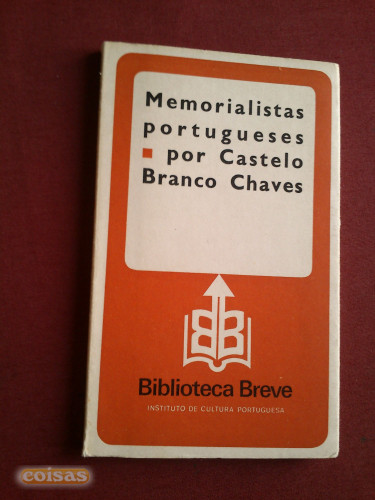 Memorialistas
portugueses
por Castelo
Branco Chaves
BB
Biblioteca Breve
INSTITUTO DE CULTURA PORTUGUESA
coisas